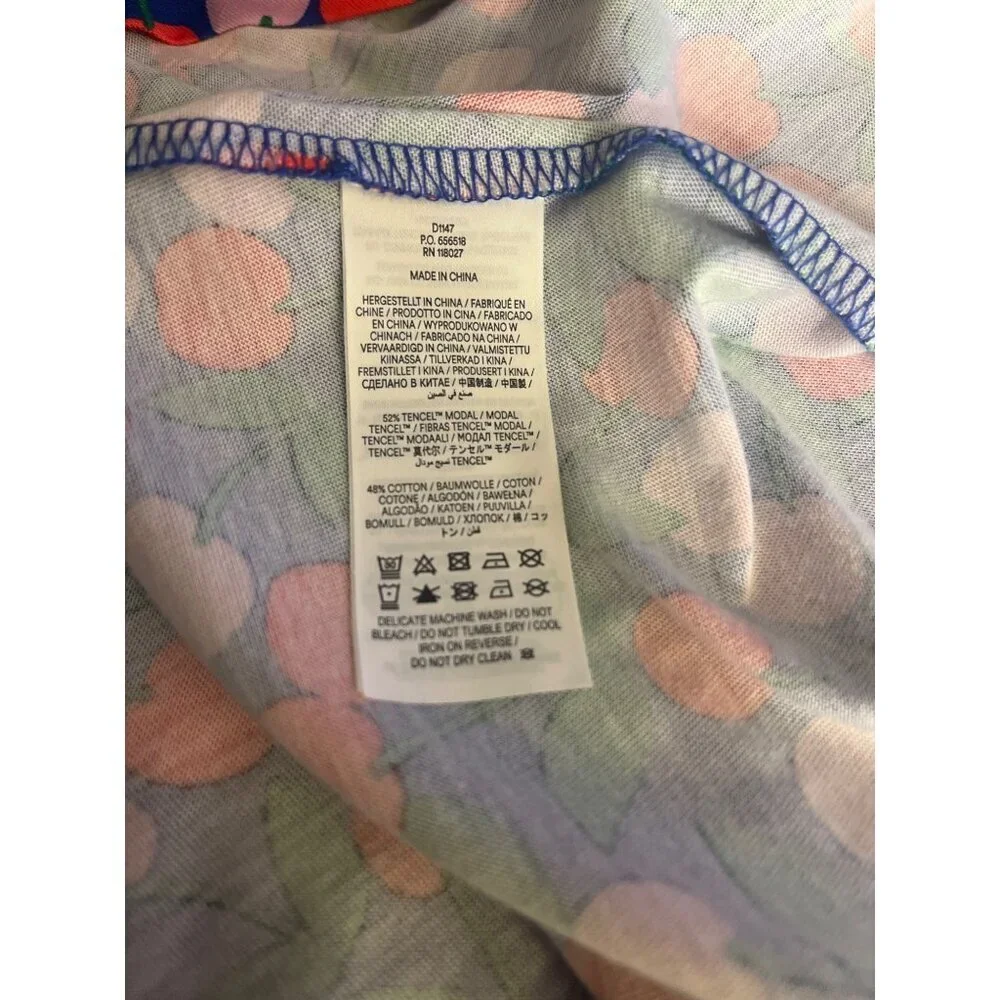 D1147
P.O. 656518
RN 118027
MADE IN CHINA
HERGESTELLT IN CHINA / FABRIQUÉ EN
CHINE / PRODOTTO IN CINA / FABRICADO
EN CHINA / WYPRODUKOWANO W
CHINACH / FABRICADO NA CHINA /
VERVAARDIGD IN CHINA / VALMISTETTU
KIINASSA / TILLVERKAD I KINA /
FREMSTILLET I KINA / PRODUSERT I KINA /
СДЕЛАНО В КИТАЕ / 中国制造 / 中国製 /
صنع في الصين
52% TENCEL™ MODAL / MODAL
TENCEL™ / FIBRAS TENCEL™ MODAL /
TENCEL™ MODAALI / МОДАЛ TENCEL™ /
TENCEL™ 莫代尔 / テンセル™ モダール /
TENCEL™ نسيج مودال
48% COTTON / BAUMWOLLE / COTON /
COTONE / ALGODÓN / BAWEŁNA /
ALGODÃO / KATOEN / PUUVILLA /
BOMULL / BOMULD / ХЛОПОК / 棉 / コッ
トン / قطن
DELICATE MACHINE WASH / DO NOT
BLEACH / DO NOT TUMBLE DRY / COOL
IRON ON REVERSE /
DO NOT DRY CLEAN